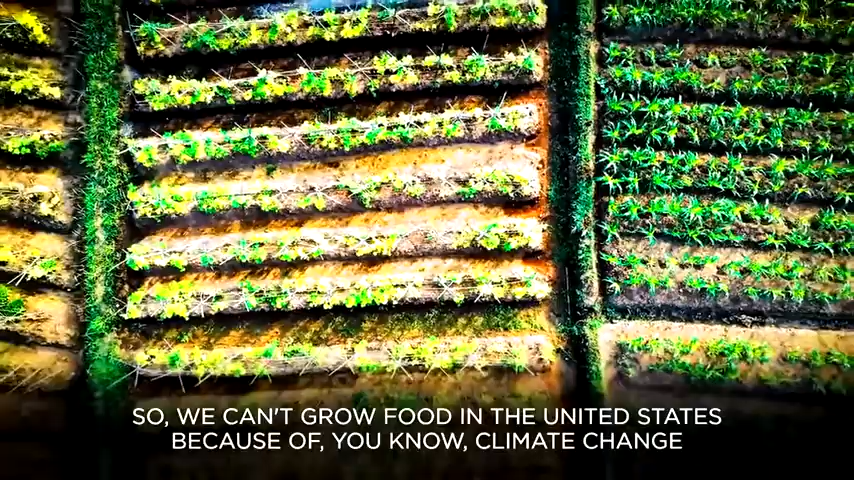 SO, WE CAN'T GROW FOOD IN THE UNITED STATES
BECAUSE OF, YOU KNOW, CLIMATE CHANGE